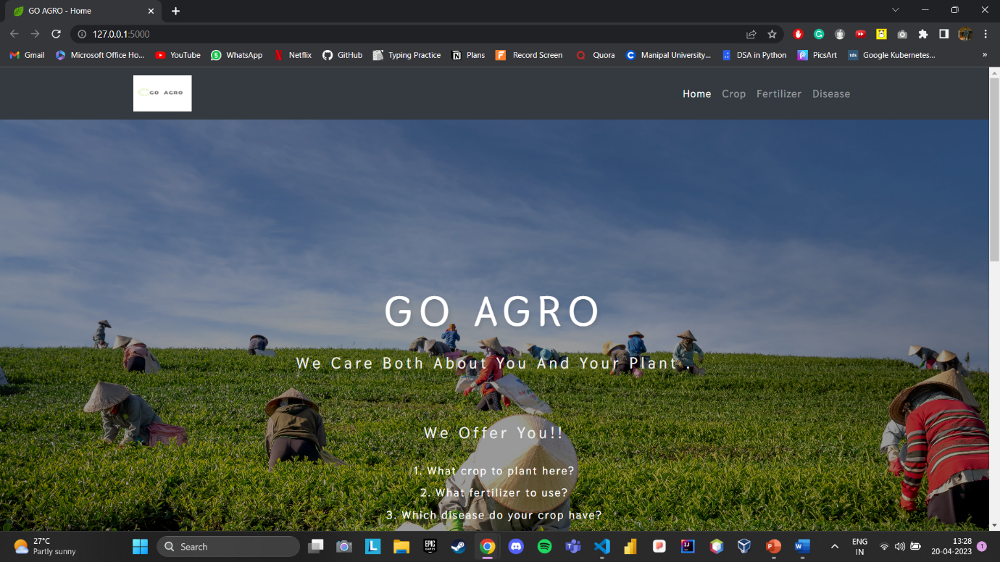 GO AGRO - Home
127.0.0.1:5000
Gmail
Microsoft Office Ho...
YouTube
WhatsApp
Netflix
GitHub
Typing Practice
Plans
Record Screen
Quora
Manipal University...
DSA in Python
PicsArt
tds
Google Kubernetes...
»
GO AGRO
Home Crop Fertilizer Disease
GO AGRO
We Care Both About You And Your Plant .
We Offer You!!
1. What crop to plant here?
2. What fertilizer to use?
3. Which disease do your crop have?
27°C
Partly sunny
Search
EPIC GAMES
ENG
IN
13:28
20-04-2023
1